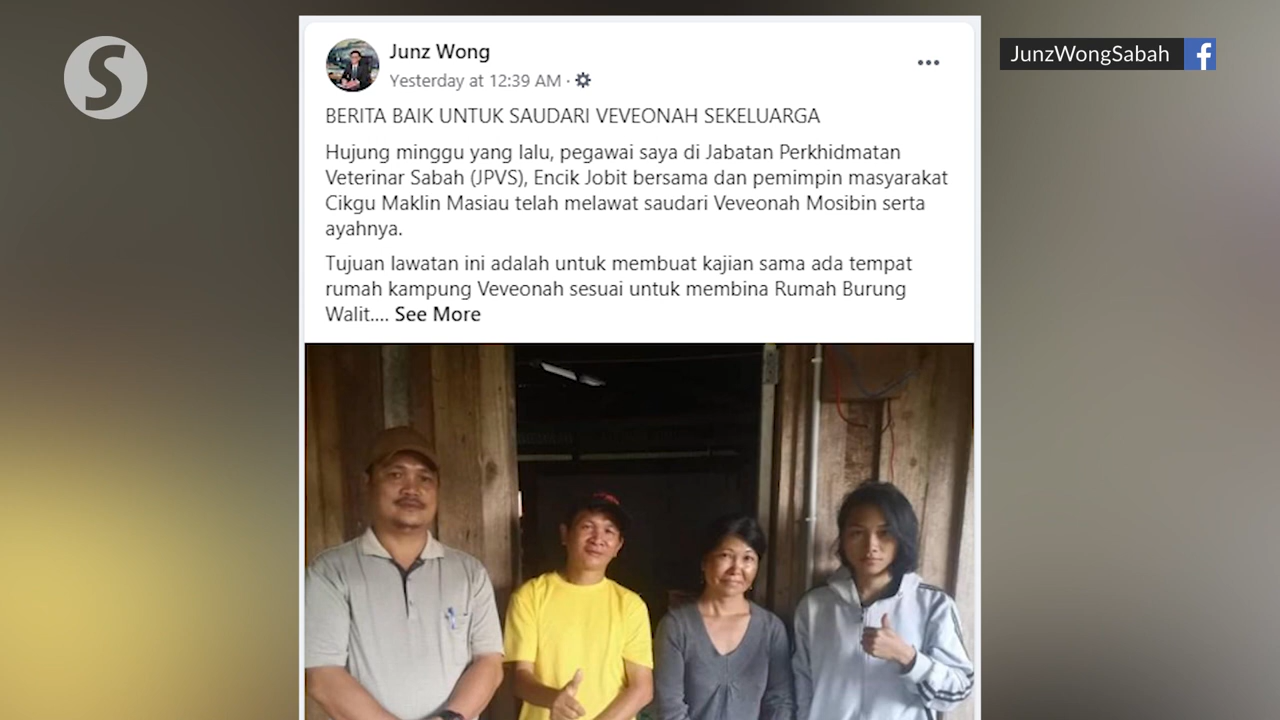 S
Junz Wong
Yesterday at 12:39 AM ·
JunzWongSabah f
BERITA BAIK UNTUK SAUDARI VEVEONAH SEKELUARGA
Hujung minggu yang lalu, pegawai saya di Jabatan Perkhidmatan
Veterinar Sabah (JPVS), Encik Jobit bersama dan pemimpin masyarakat
Cikgu Maklin Masiau telah melawat saudari Veveonah Mosibin serta
ayahnya.
Tujuan lawatan ini adalah untuk membuat kajian sama ada tempat
rumah kampung Veveonah sesuai untuk membina Rumah Burung
Walit.... See More